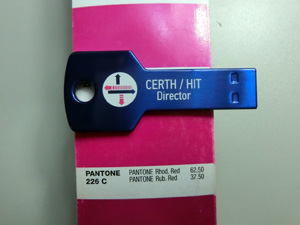 CERTH / HIT
Director
PANTONE PANTONE Rhod. Red 62,50
226 C PANTONE Rub. Red 37,50